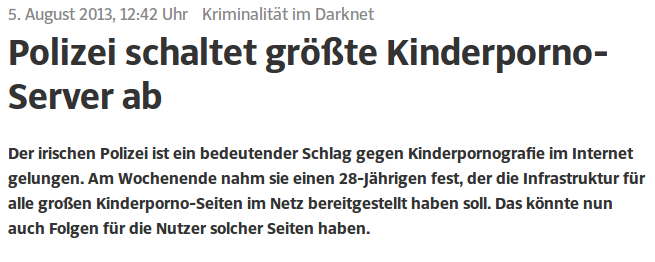 5. August 2013, 12:42 Uhr Kriminalität im Darknet
Polizei schaltet größte Kinderporno-
Server ab
Der irischen Polizei ist ein bedeutender Schlag gegen Kinderpornografie im Internet
gelungen. Am Wochenende nahm sie einen 28-Jährigen fest, der die Infrastruktur für
alle großen Kinderporno-Seiten im Netz bereitgestellt haben soll. Das könnte nun
auch Folgen für die Nutzer solcher Seiten haben.